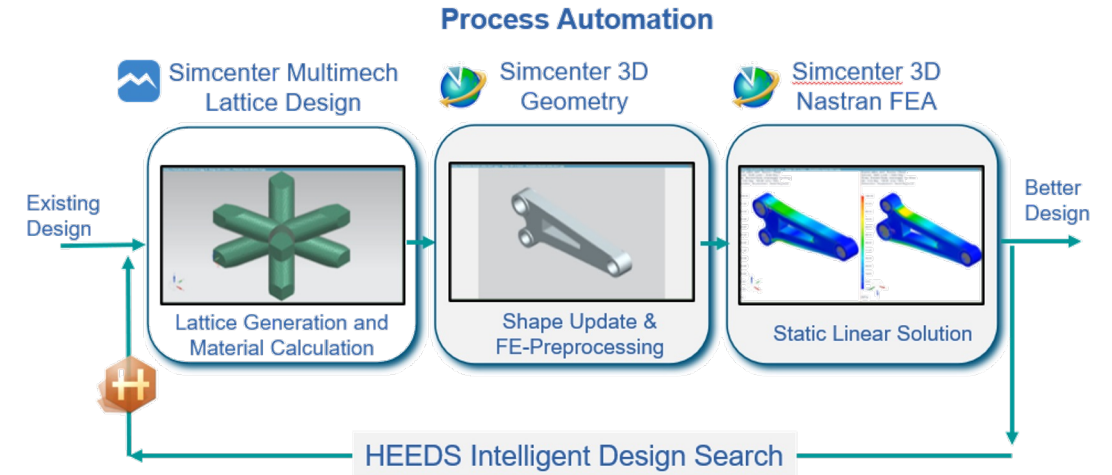 Process Automation
Simcenter Multimech
Lattice Design
Simcenter 3D
Geometry
Simcenter 3D
Nastran FEA
Existing
Design
Better
Design
Lattice Generation and
Material Calculation
Shape Update &
FE-Preprocessing
Static Linear Solution
H
HEEDS Intelligent Design Search